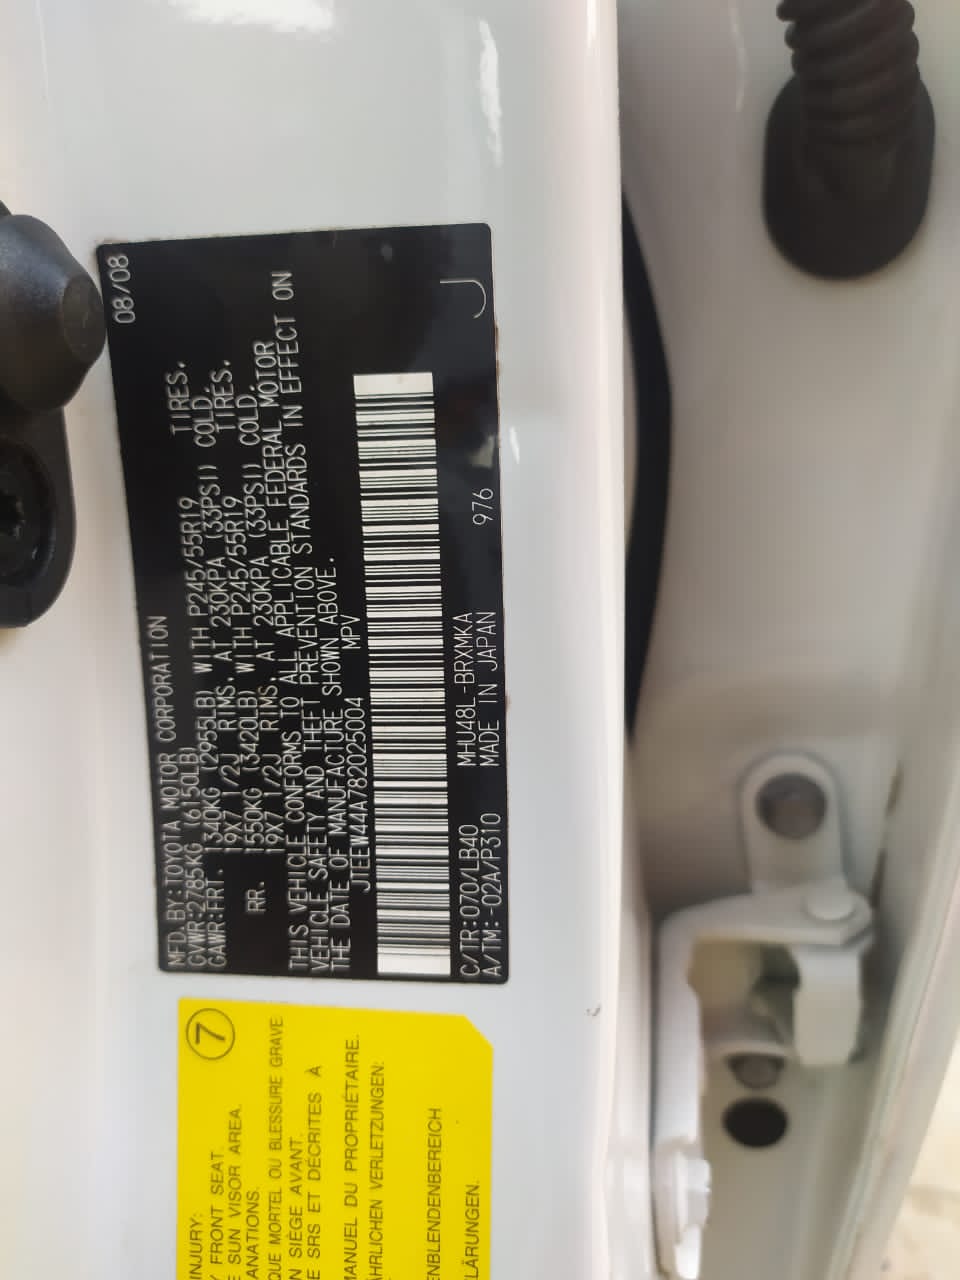 08/08
MFD.BY:TOYOTA MOTOR CORPORATION
GVWR:2785KG (6150LB)
GAWR:FRT. 1340KG (2955LB) WITH P245/55R19 TIRES.
19X7 1/2J RIMS. AT 230KPA (33PSI) COLD.
RR. 1550KG (3420LB) WITH P245/55R19 TIRES.
19X7 1/2J RIMS. AT 230KPA (33PSI) COLD.
THIS VEHICLE CONFORMS TO ALL APPLICABLE FEDERAL MOTOR
VEHICLE SAFETY AND THEFT PREVENTION STANDARDS IN EFFECT ON
THE DATE OF MANUFACTURE SHOWN ABOVE.
JTEEW44A782025004 MPV
C/TR:070/LB40 MHU48L-BRXMKA
A/TM:-02A/P310 MADE IN JAPAN 976 J
7
INJURY:
FRONT SEAT.
SUN VISOR AREA.
ANATIONS.
QUE MORTEL OU BLESSURE GRAVE
N SIÈGE AVANT.
E SRS ET DÉCRITES À
MANUEL DU PROPRIÉTAIRE.
ÄHRLICHEN VERLETZUNGEN:
ENBLENDENBEREICH
LÄRUNGEN.